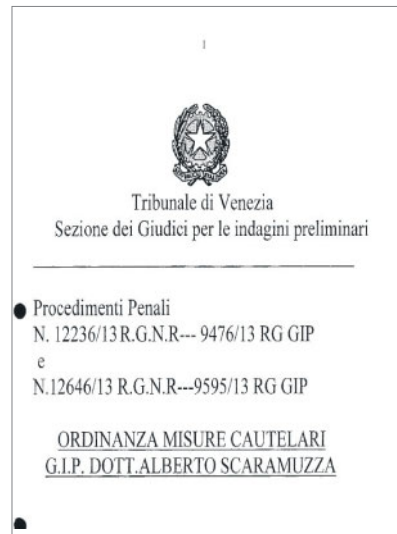 1
Tribunale di Venezia
Sezione dei Giudici per le indagini preliminari
Procedimenti Penali
N. 12236/13 R.G.N.R--- 9476/13 RG GIP
e
N.12646/13 R.G.N.R---9595/13 RG GIP
ORDINANZA MISURE CAUTELARI
G.I.P. DOTT.ALBERTO SCARAMUZZA